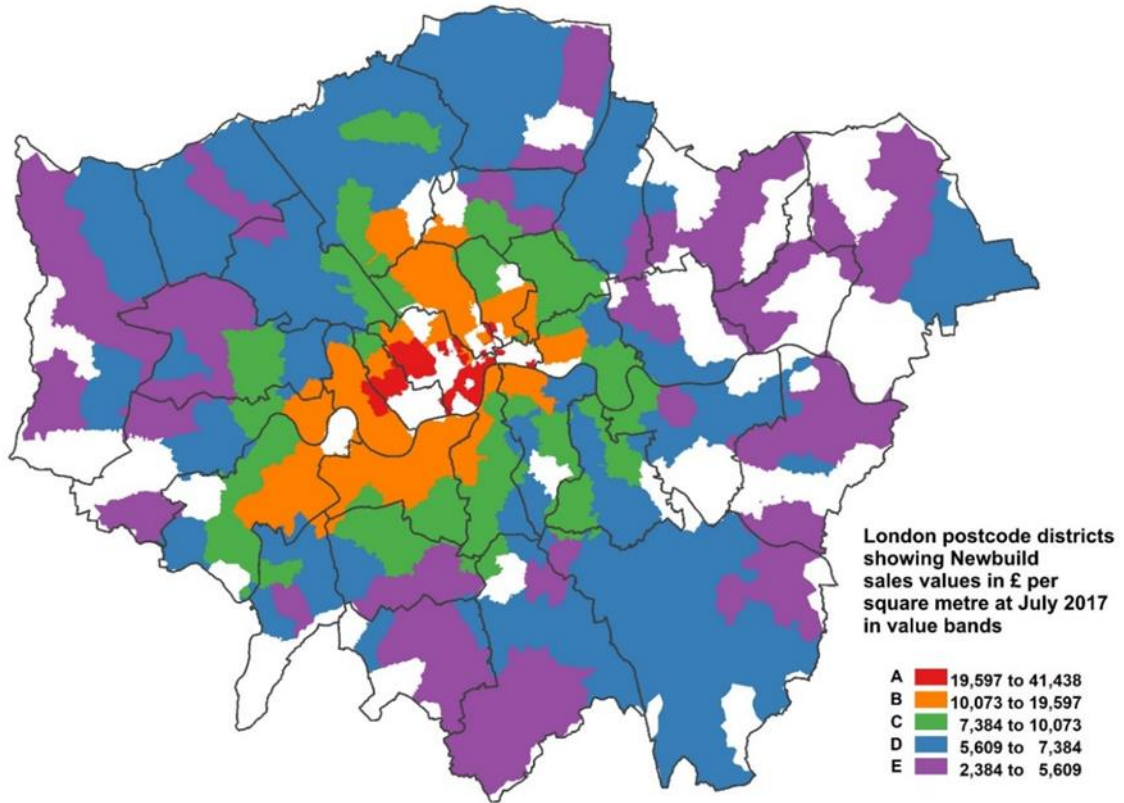 London postcode districts
showing Newbuild
sales values in £ per
square metre at July 2017
in value bands
A 19,597 to 41,438
B 10,073 to 19,597
C 7,384 to 10,073
D 5,609 to 7,384
E 2,384 to 5,609